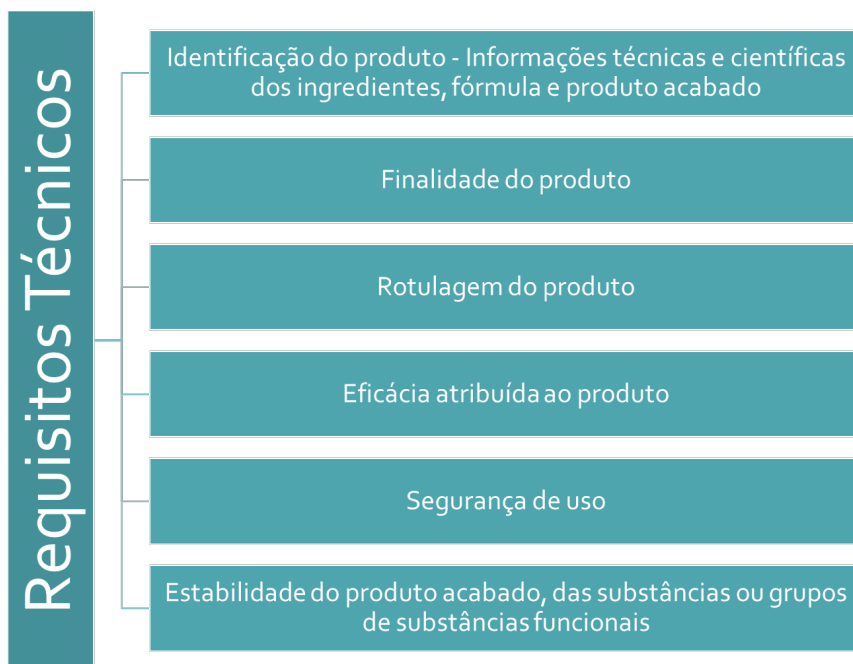 Requisitos Técnicos
Identificação do produto - Informações técnicas e científicas
dos ingredientes, fórmula e produto acabado
Finalidade do produto
Rotulagem do produto
Eficácia atribuída ao produto
Segurança de uso
Estabilidade do produto acabado, das substâncias ou grupos
de substâncias funcionais